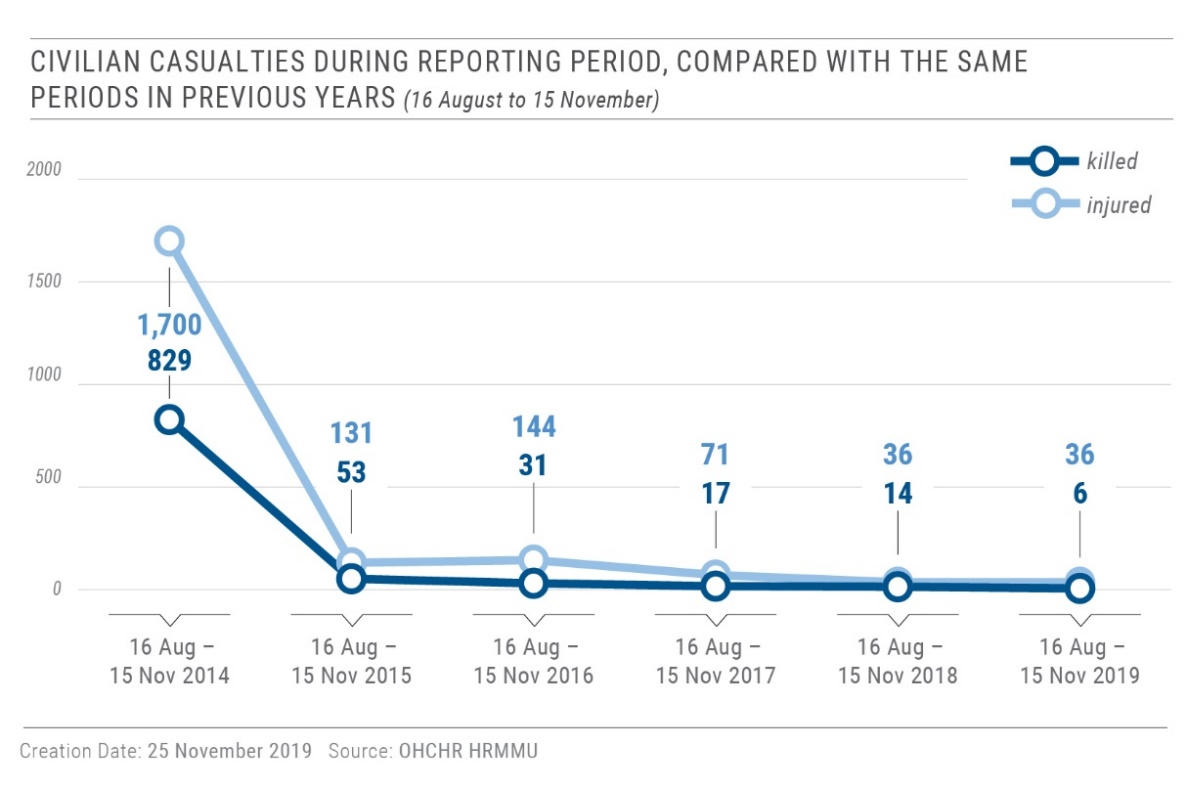 CIVILIAN CASUALTIES DURING REPORTING PERIOD, COMPARED WITH THE SAME
PERIODS IN PREVIOUS YEARS (16 August to 15 November)
killed
injured
2000
1500
1000
500
0
1,700
829
131
53
144
31
71
17
36
14
36
6
16 Aug –
15 Nov 2014
16 Aug –
15 Nov 2015
16 Aug –
15 Nov 2016
16 Aug –
15 Nov 2017
16 Aug –
15 Nov 2018
16 Aug –
15 Nov 2019
Creation Date: 25 November 2019 Source: OHCHR HRMMU